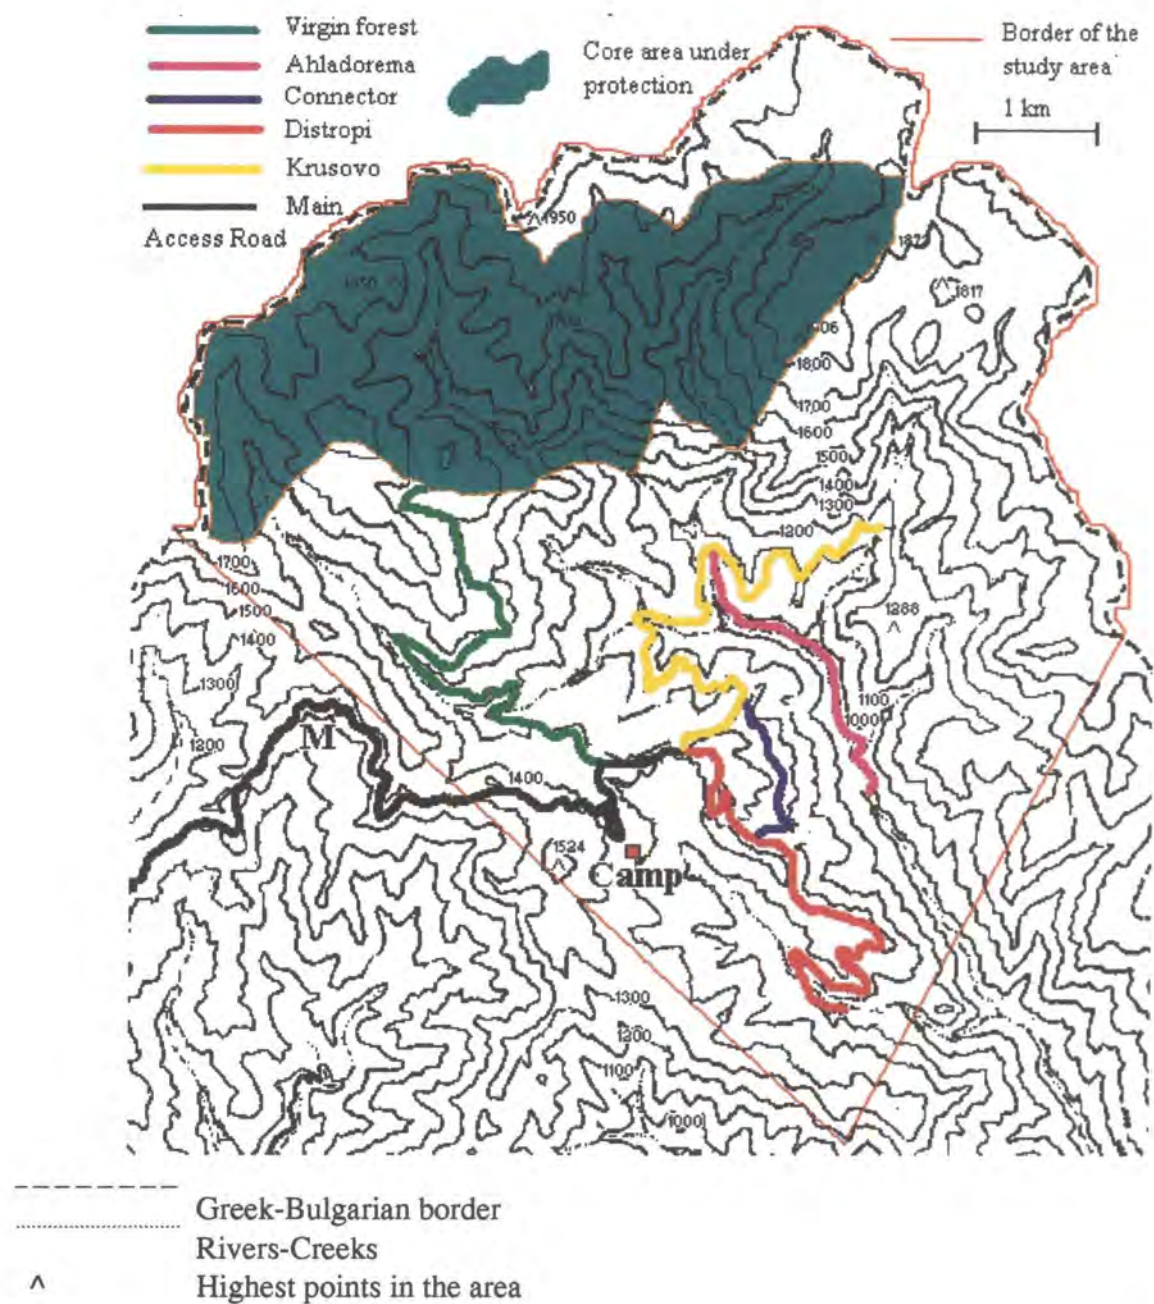 Virgin forest
Ahladorema
Connector
Distropi
Krusovo
Main
Access Road
Core area under
protection
Border of the
study area
1 km
1950
1817
1800
1700
1600
1500
1400
1300
1200
1288
1100
1000
1700
1600
1500
1400
1300
1200
M
1400
1524
Camp
1300
1200
1100
1000
Greek-Bulgarian border
Rivers-Creeks
^ Highest points in the area